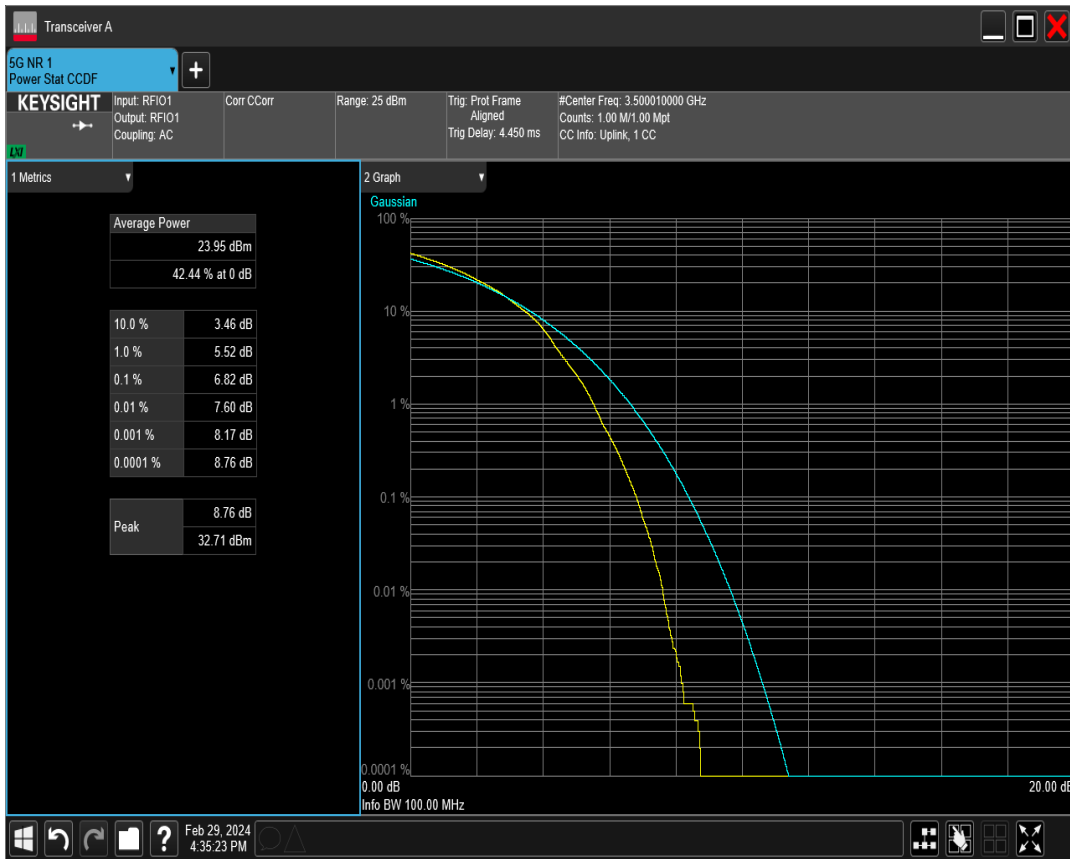 Transceiver A
5G NR 1
Power Stat CCDF
KEYSIGHT
LXI
Input: RFIO1
Output: RFIO1
Coupling: AC
Corr CCorr
Range: 25 dBm
Trig: Prot Frame
Aligned
Trig Delay: 4.450 ms
#Center Freq: 3.500010000 GHz
Counts: 1.00 M/1.00 Mpt
CC Info: Uplink, 1 CC
1 Metrics
Average Power
23.95 dBm
42.44 % at 0 dB
10.0 % 3.46 dB
1.0 % 5.52 dB
0.1 % 6.82 dB
0.01 % 7.60 dB
0.001 % 8.17 dB
0.0001 % 8.76 dB
Peak
8.76 dB
32.71 dBm
2 Graph
Gaussian
100 %
10 %
1 %
0.1 %
0.01 %
0.001 %
0.0001 %
0.00 dB
20.00 dB
Info BW 100.00 MHz
Feb 29, 2024
4:35:23 PM